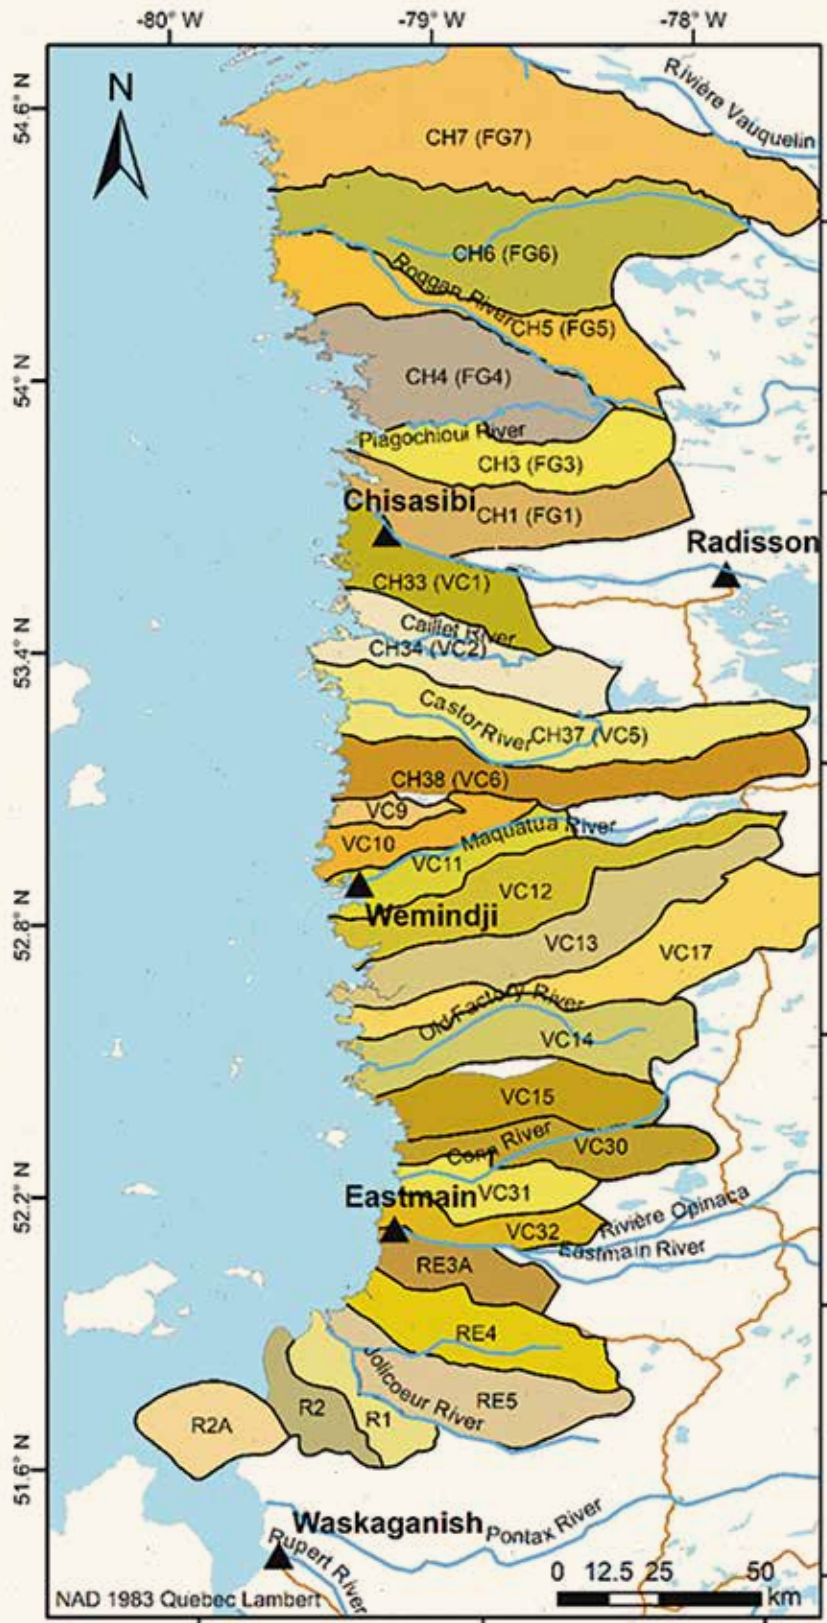 -80° W
-79° W
-78° W
N
54.6° N
54° N
53.4° N
52.8° N
52.2° N
51.6° N
Rivière Vauquelin
CH7 (FG7)
CH6 (FG6)
Roggan River
CH5 (FG5)
CH4 (FG4)
Piagochioui River
CH3 (FG3)
Chisasibi
CH1 (FG1)
Radisson
CH33 (VC1)
Caillet River
CH34 (VC2)
Castor River
CH37 (VC5)
CH38 (VC6)
VC9
VC10
Maquatua River
VC11
VC12
Wemindji
VC13
VC17
Old Factory River
VC14
VC15
Conn River
VC30
Eastmain
VC31
VC32
Rivière Opinaca
Eastmain River
RE3A
RE4
Jolicoeur River
RE5
R2A
R2
R1
Waskaganish
Pontax River
Rupert River
0 12.5 25 50
km
NAD 1983 Quebec Lambert